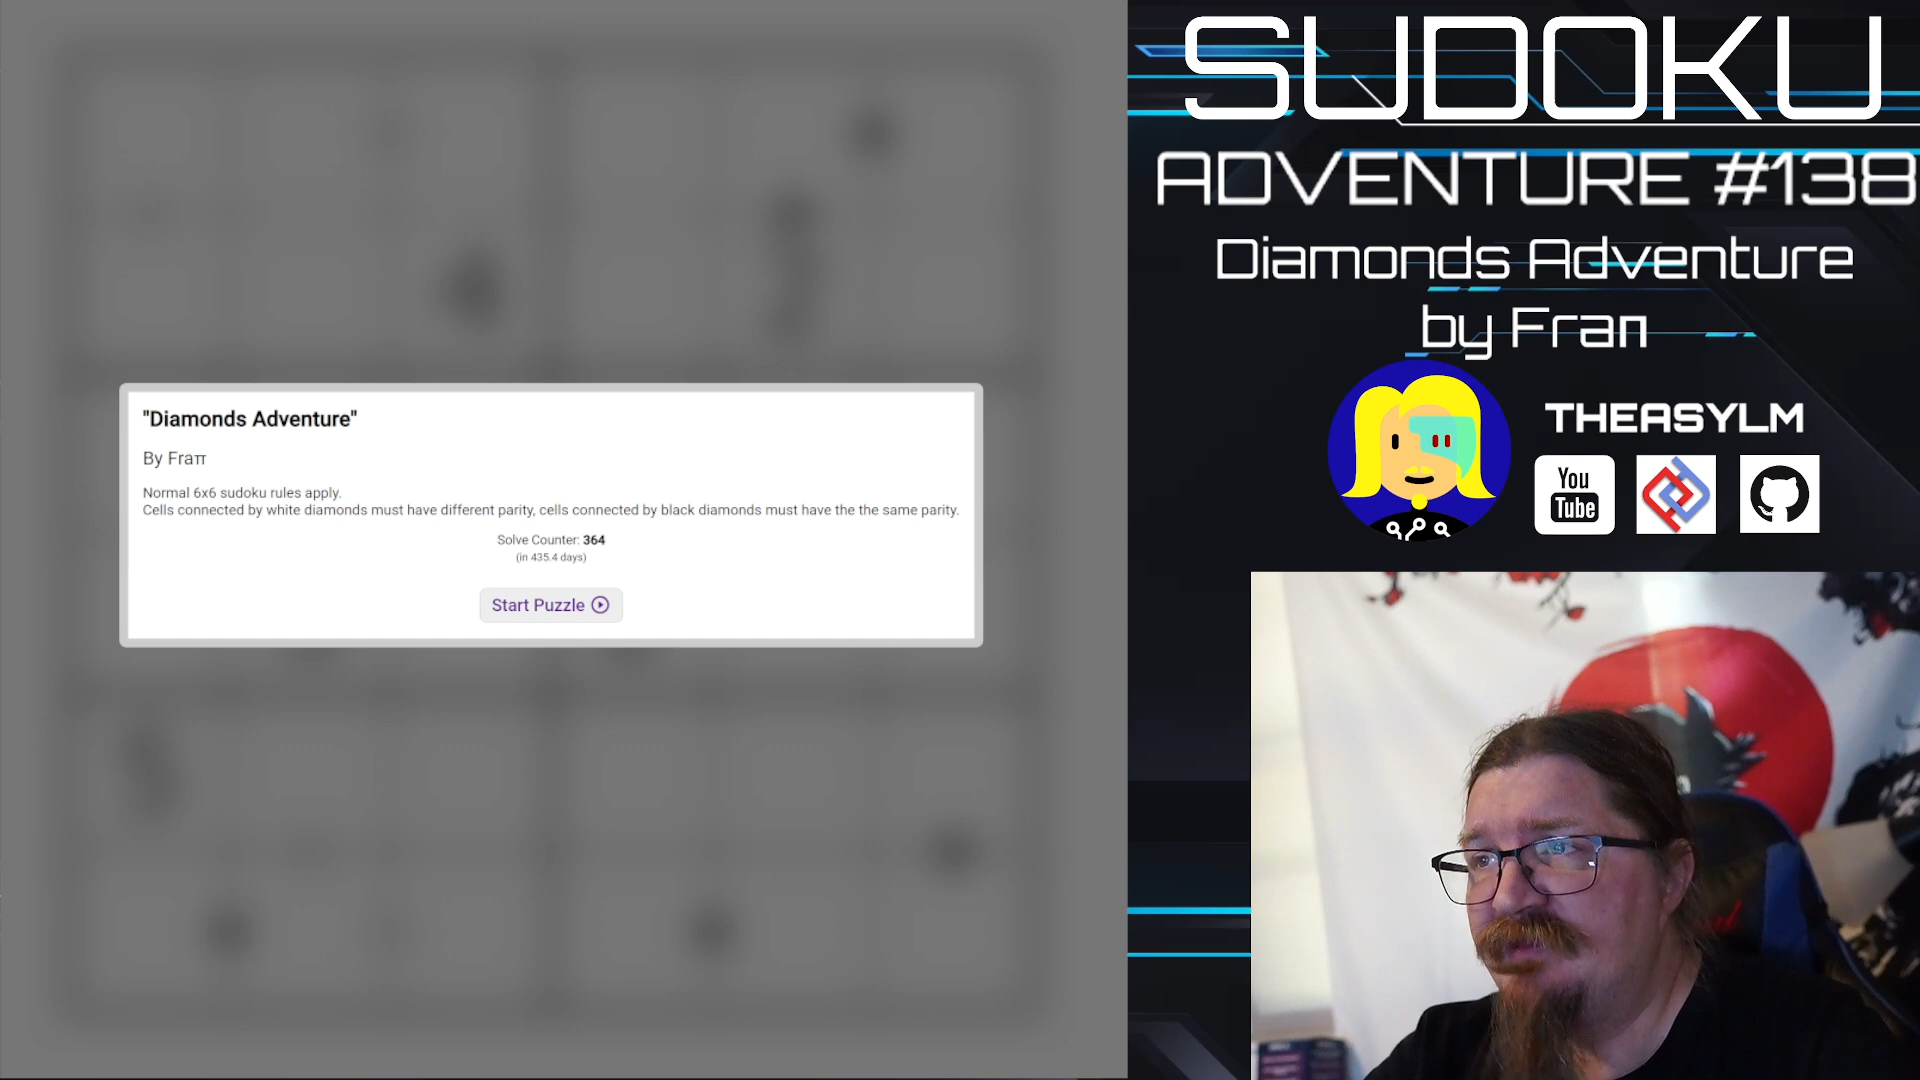 SUDOKU
ADVENTURE #138
Diamonds Adventure
by Fraπ
THEASYLM
You
Tube
"Diamonds Adventure"
By Fraπ
Normal 6x6 sudoku rules apply.
Cells connected by white diamonds must have different parity, cells connected by black diamonds must have the the same parity.
Solve Counter: 364
(in 435.4 days)
Start Puzzle